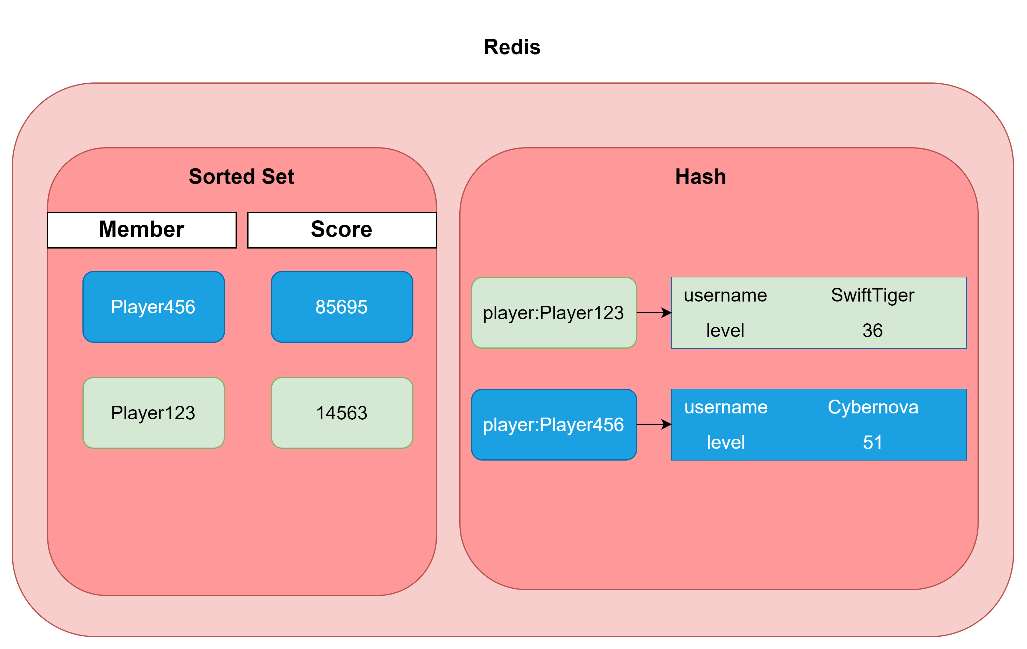 Redis
Sorted Set
Member Score
Player456 85695
Player123 14563
Hash
player:Player123
username SwiftTiger
level 36
player:Player456
username Cybernova
level 51